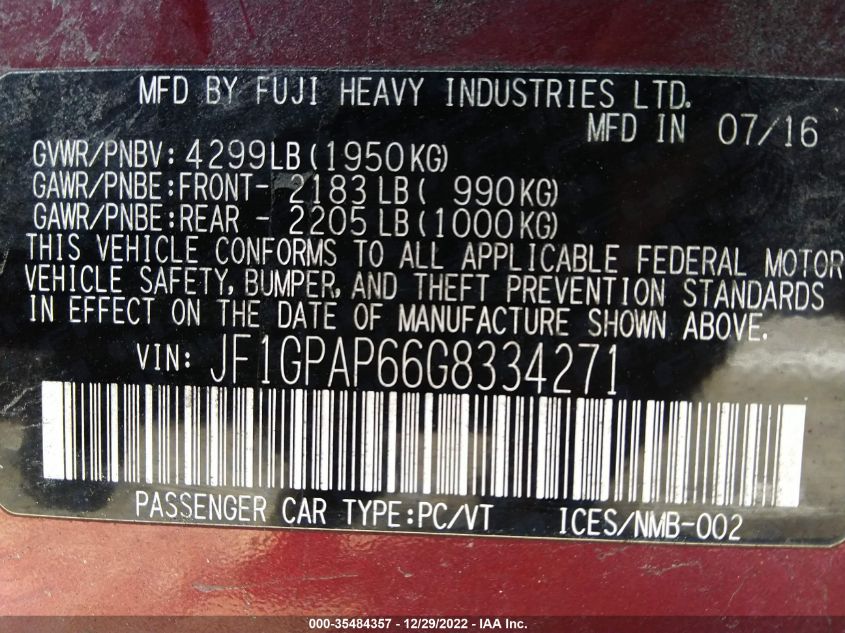 MFD BY FUJI HEAVY INDUSTRIES LTD.
MFD IN 07/16
GVWR/PNBV: 4299LB(1950KG)
GAWR/PNBE:FRONT- 2183 LB( 990KG)
GAWR/PNBE:REAR - 2205 LB(1000KG)
THIS VEHICLE CONFORMS TO ALL APPLICABLE FEDERAL MOTOR
VEHICLE SAFETY, BUMPER, AND THEFT PREVENTION STANDARDS
IN EFFECT ON THE DATE OF MANUFACTURE SHOWN ABOVE.
VIN: JF1GPAP66G8334271
PASSENGER CAR TYPE:PC/VT ICES/NMB-002
000-35484357 - 12/29/2022 - IAA Inc.